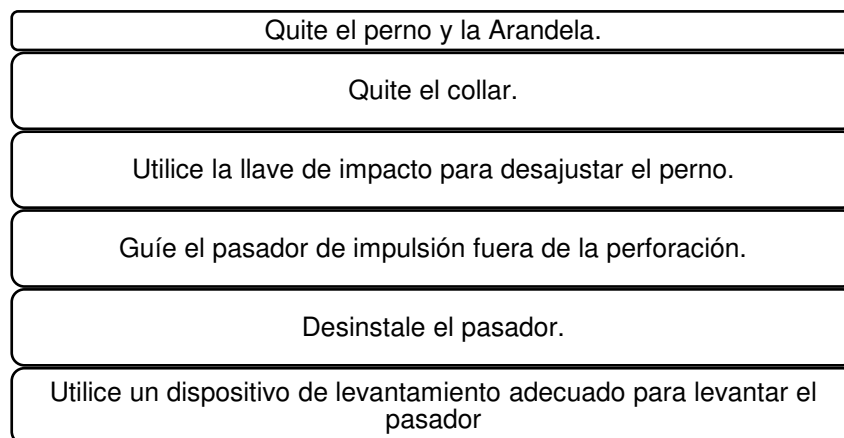 Quite el perno y la Arandela.
Quite el collar.
Utilice la llave de impacto para desajustar el perno.
Guíe el pasador de impulsión fuera de la perforación.
Desinstale el pasador.
Utilice un dispositivo de levantamiento adecuado para levantar el
pasador